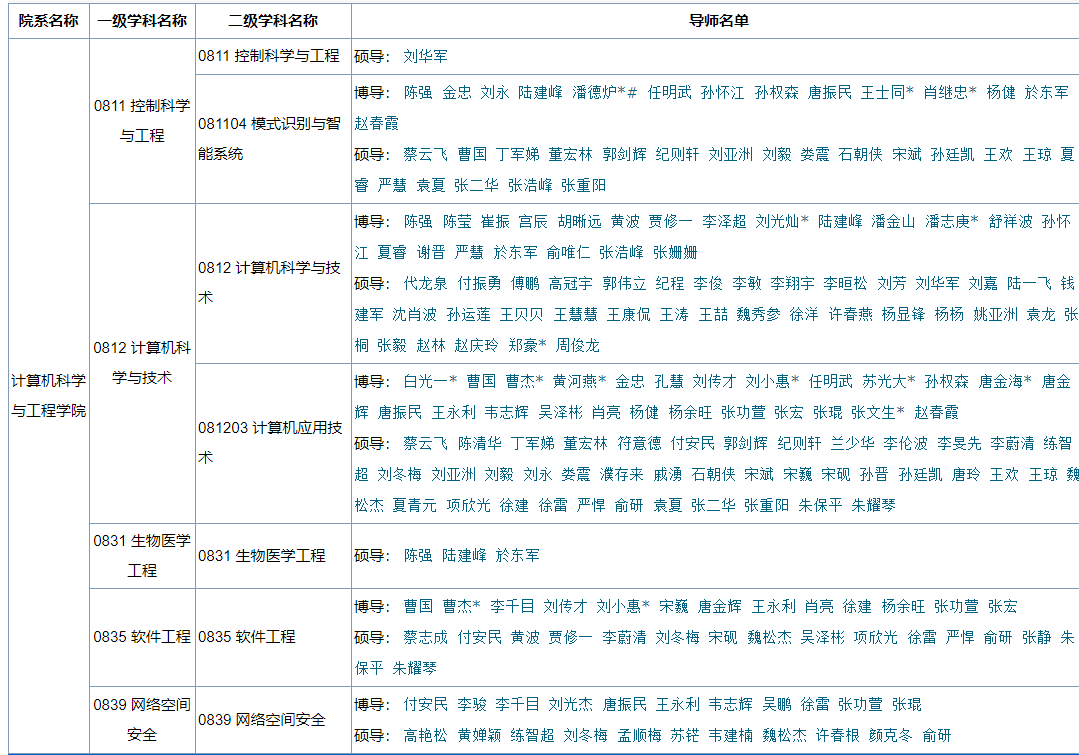 院系名称 一级学科名称 二级学科名称 导师名单
计算机科学
与工程学院
0811 控制科学
与工程
0811 控制科学与工程
硕导： 刘华军
081104 模式识别与智
能系统
博导： 陈强 金忠 刘永 陆建峰 潘德炉*# 任明武 孙怀江 孙权森 唐振民 王士同* 肖继忠* 杨健 於东军
赵春霞
硕导： 蔡云飞 曹国 丁军娣 董宏林 郭剑辉 纪则轩 刘亚洲 刘毅 娄震 石朝侠 宋斌 孙廷凯 王欢 王琼 夏
睿 严慧 袁夏 张二华 张浩峰 张重阳
0812 计算机科
学与技术
0812 计算机科学与技
术
博导： 陈强 陈莹 崔振 宫辰 胡晰远 黄波 贾修一 李泽超 刘光灿* 陆建峰 潘金山 潘志庚* 舒祥波 孙怀
江 夏睿 谢晋 严慧 於东军 俞唯仁 张浩峰 张姗姗
硕导： 代龙泉 付振勇 傅鹏 高冠宇 郭伟立 纪程 李俊 李敏 李翔宇 李晅松 刘芳 刘华军 刘嘉 陆一飞 钱
建军 沈肖波 孙运莲 王贝贝 王慧慧 王康侃 王涛 王喆 魏秀参 徐洋 许春燕 杨显锋 杨杨 姚亚洲 袁龙 张
桐 张毅 赵林 赵庆玲 郑豪* 周俊龙
081203 计算机应用技
术
博导： 白光一* 曹国 曹杰* 黄河燕* 金忠 孔慧 刘传才 刘小惠* 任明武 苏光大* 孙权森 唐金海* 唐金
辉 唐振民 王永利 韦志辉 吴泽彬 肖亮 杨健 杨余旺 张功萱 张宏 张琨 张文生* 赵春霞
硕导： 蔡云飞 陈清华 丁军娣 董宏林 符意德 付安民 郭剑辉 纪则轩 兰少华 李伦波 李旻先 李蔚清 练智
超 刘冬梅 刘亚洲 刘毅 刘永 娄震 濮存来 戚湧 石朝侠 宋斌 宋巍 宋砚 孙晋 孙廷凯 唐玲 王欢 王琼 魏
松杰 夏青元 项欣光 徐建 徐雷 严悍 俞研 袁夏 张二华 张重阳 朱保平 朱耀琴
0831 生物医学
工程
0831 生物医学工程
硕导： 陈强 陆建峰 於东军
0835 软件工程 0835 软件工程
博导： 曹国 曹杰* 李千目 刘传才 刘小惠* 宋巍 唐金辉 王永利 肖亮 徐建 杨余旺 张功萱 张宏
硕导： 蔡志成 付安民 黄波 贾修一 李蔚清 刘冬梅 宋砚 魏松杰 吴泽彬 项欣光 徐雷 严悍 俞研 张静 朱
保平 朱耀琴
0839 网络空间
安全
0839 网络空间安全
博导： 付安民 李骏 李千目 刘光杰 唐振民 王永利 韦志辉 吴鹏 徐雷 张功萱 张琨
硕导： 高艳松 黄婵颖 练智超 刘冬梅 孟顺梅 苏铓 韦建楠 魏松杰 许春根 颜克冬 俞研